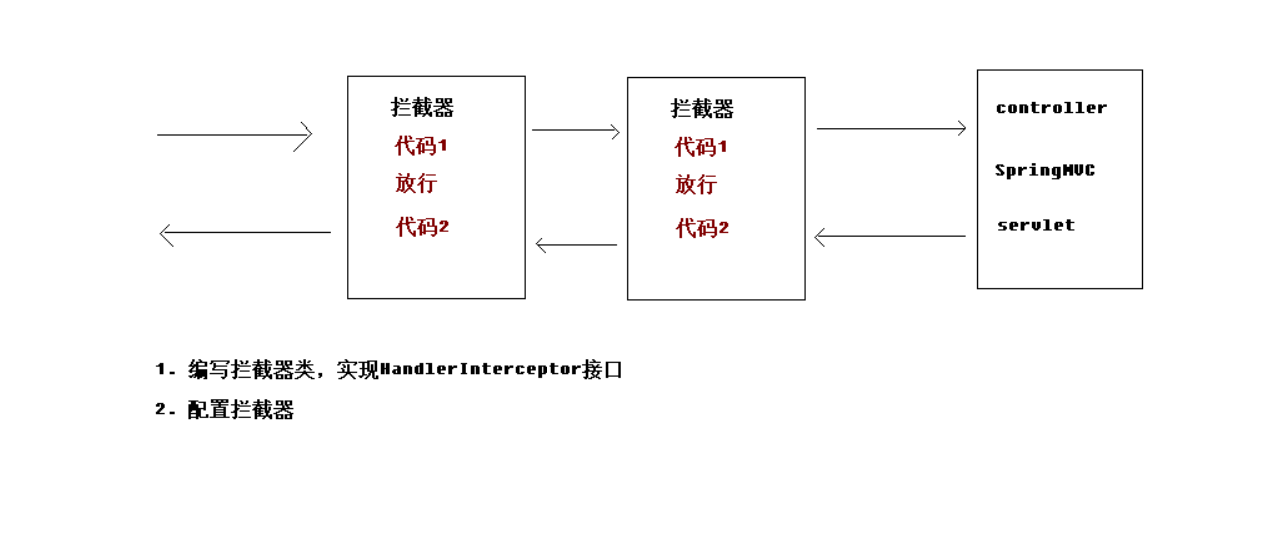 拦截器
代码1
放行
代码2
拦截器
代码1
放行
代码2
controller
SpringMVC
servlet
1. 编写拦截器类，实现HandlerInterceptor接口
2. 配置拦截器